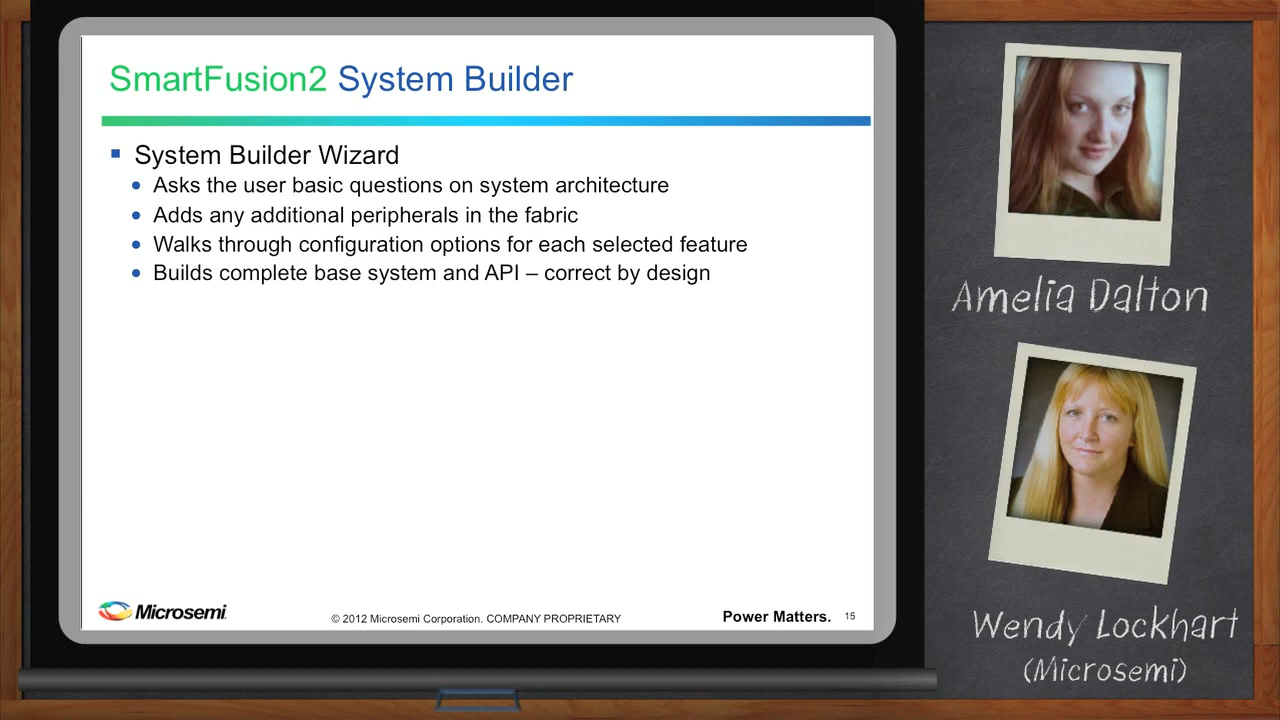 SmartFusion2 System Builder
System Builder Wizard
Asks the user basic questions on system architecture
Adds any additional peripherals in the fabric
Walks through configuration options for each selected feature
Builds complete base system and API – correct by design
Microsemi
© 2012 Microsemi Corporation. COMPANY PROPRIETARY
Power Matters.
15
Amelia Dalton
Wendy Lockhart
(Microsemi)